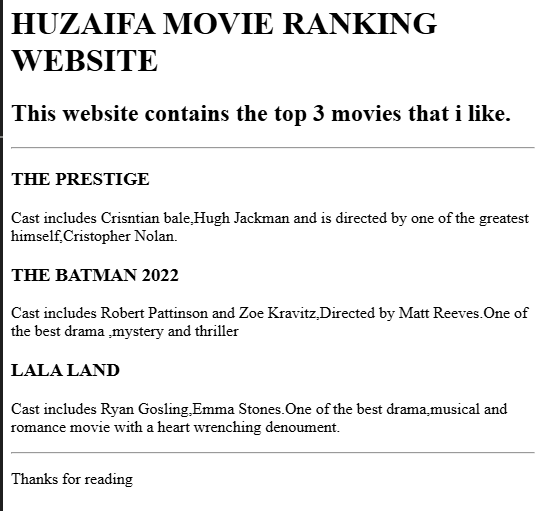 HUZAIFA MOVIE RANKING
WEBSITE
This website contains the top 3 movies that i like.
THE PRESTIGE
Cast includes Crisntian bale,Hugh Jackman and is directed by one of the greatest
himself,Cristopher Nolan.
THE BATMAN 2022
Cast includes Robert Pattinson and Zoe Kravitz,Directed by Matt Reeves.One of
the best drama ,mystery and thriller
LALA LAND
Cast includes Ryan Gosling,Emma Stones.One of the best drama,musical and
romance movie with a heart wrenching denoument.
Thanks for reading